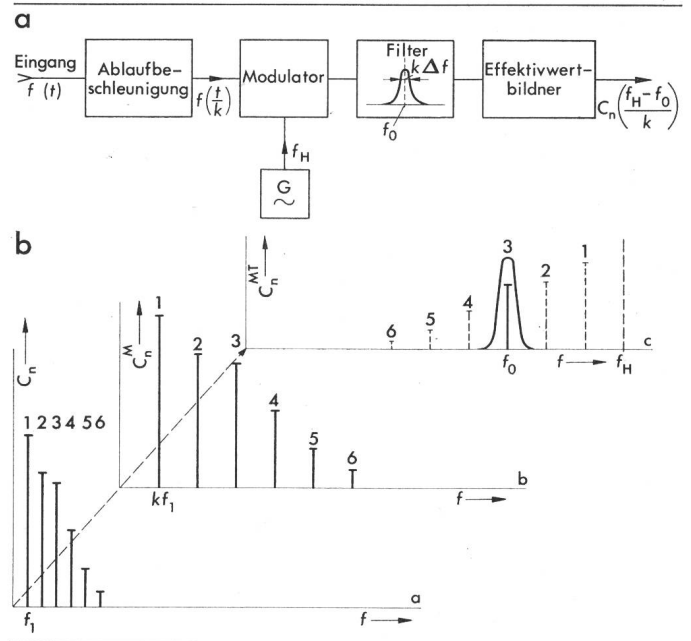 a
Eingang
f (t)
Ablaufbe-
schleunigung
f(t/k)
Modulator
f_H
G
~
Filter
k Δf
f_0
Effektivwert-
bildner
C_n((f_H–f_0)/k)
b
C_n^MT
6 5 4 3 2 1
f_0 f f_H
c
C_n^M
1 2 3 4 5 6
kf_1 f
b
C_n
1 2 3 4 5 6
f_1 f
a